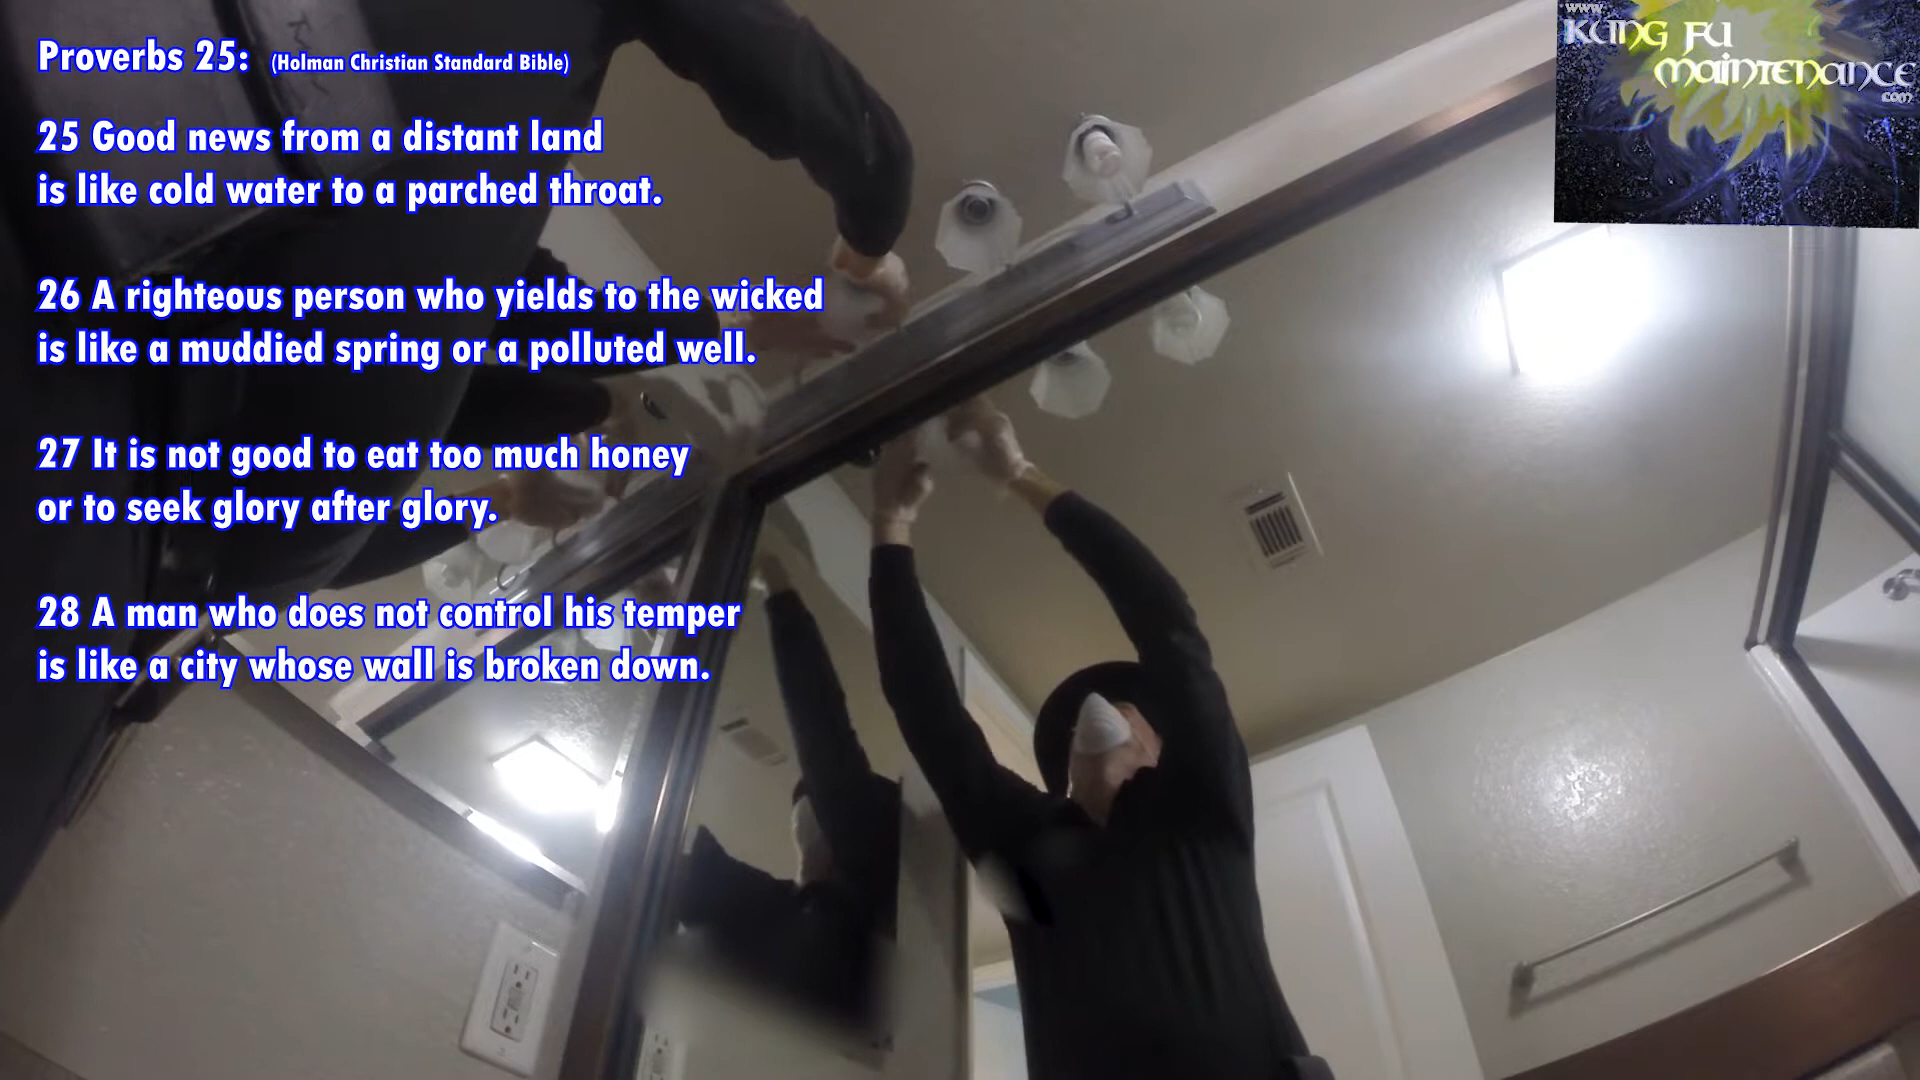 Proverbs 25: (Holman Christian Standard Bible)
25 Good news from a distant land
is like cold water to a parched throat.
26 A righteous person who yields to the wicked
is like a muddied spring or a polluted well.
27 It is not good to eat too much honey
or to seek glory after glory.
28 A man who does not control his temper
is like a city whose wall is broken down.
www.
KUNG FU
MAINTENANCE
.com